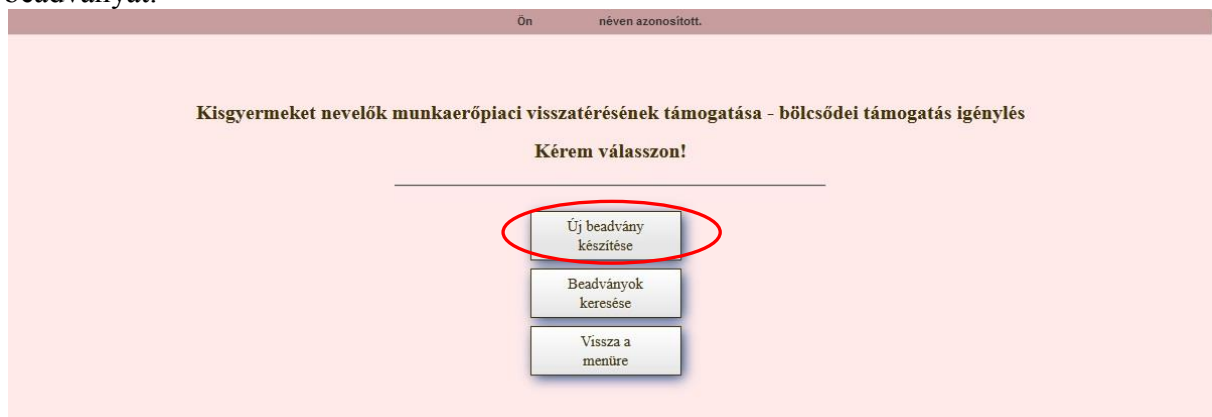 beadványát.
Ön néven azonosított.
Kisgyermeket nevelők munkaerőpiaci visszatérésének támogatása - bölcsődei támogatás igénylés
Kérem válasszon!
Új beadvány
készítése
Beadványok
keresése
Vissza a
menüre